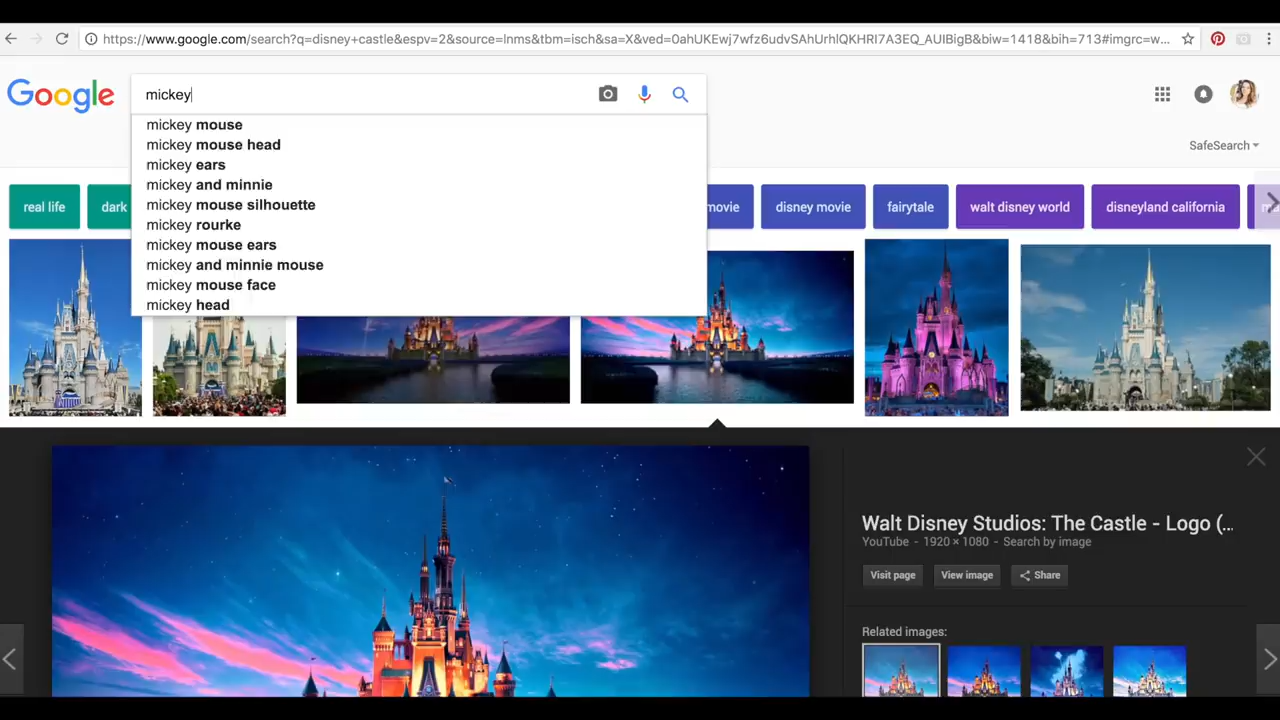 https://www.google.com/search?q=disney+castle&espv=2&source=lnms&tbm=isch&sa=X&ved=0ahUKEwj7wfz6udvSAhUrhlQKHRI7A3EQ_AUIBigB&biw=1418&bih=713#imgrc=w...
Google
mickey
mickey mouse
mickey mouse head
mickey ears
mickey and minnie
mickey mouse silhouette
mickey rourke
mickey mouse ears
mickey and minnie mouse
mickey mouse face
mickey head
SafeSearch
real life
dark
movie
disney movie
fairytale
walt disney world
disneyland california
Walt Disney Studios: The Castle - Logo (...
YouTube - 1920 × 1080 - Search by image
Visit page
View image
Share
Related images: